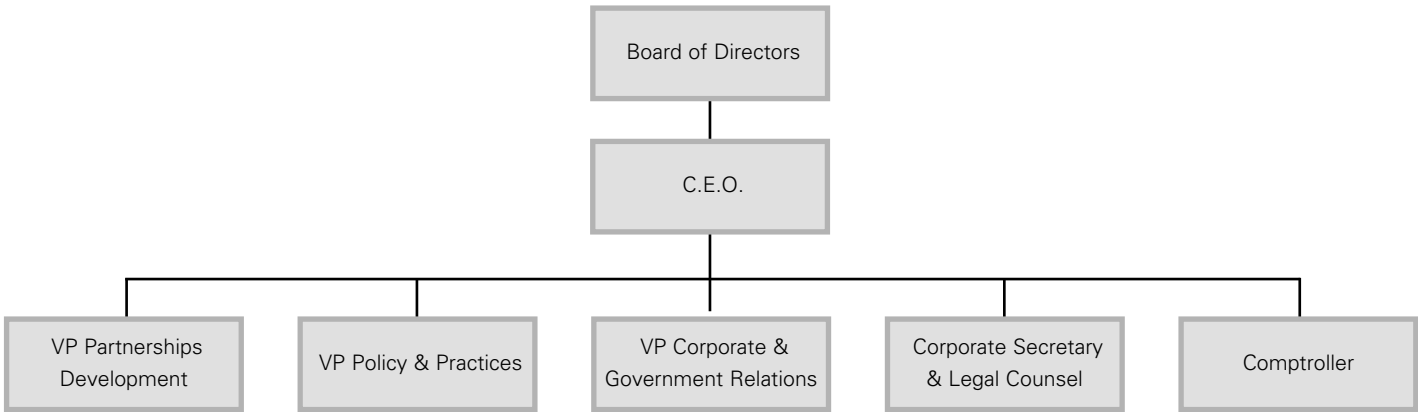 Board of Directors
C.E.O.
VP Partnerships
Development
VP Policy & Practices
VP Corporate &
Government Relations
Corporate Secretary
& Legal Counsel
Comptroller